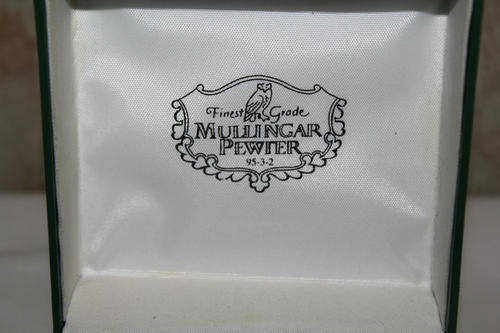 Finest Grade
MULLINGAR
PEWTER
95-3-2